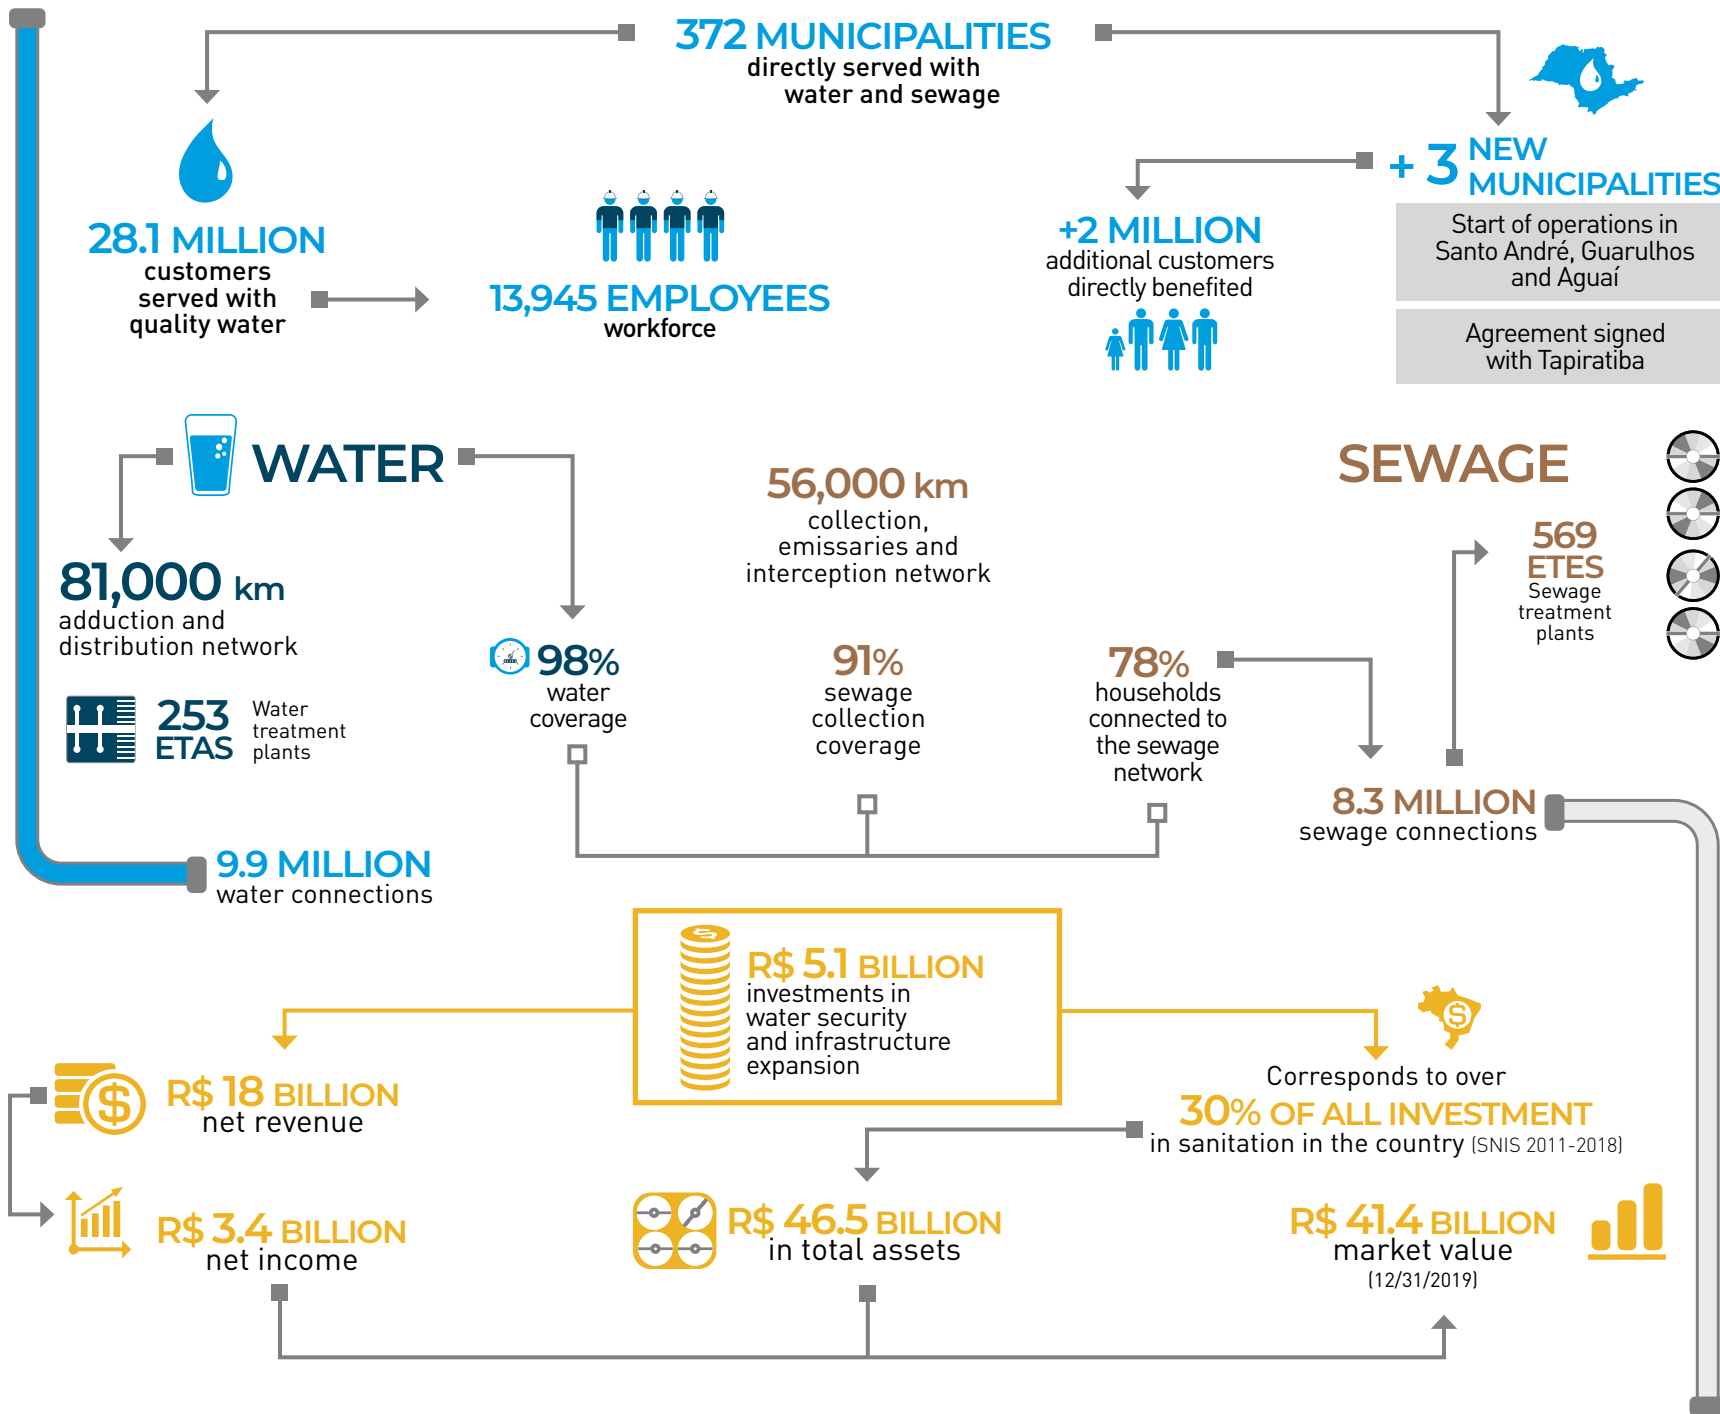 372 MUNICIPALITIES
directly served with
water and sewage
28.1 MILLION
customers
served with
quality water
13,945 EMPLOYEES
workforce
+2 MILLION
additional customers
directly benefited
+ 3 NEW
MUNICIPALITIES
Start of operations in
Santo André, Guarulhos
and Aguaí
Agreement signed
with Tapiratiba
WATER
81,000 km
adduction and
distribution network
253
ETAS
Water
treatment
plants
98%
water
coverage
9.9 MILLION
water connections
SEWAGE
56,000 km
collection,
emissaries and
interception network
91%
sewage
collection
coverage
78%
households
connected to
the sewage
network
569
ETES
Sewage
treatment
plants
8.3 MILLION
sewage connections
R$ 5.1 BILLION
investments in
water security
and infrastructure
expansion
R$ 18 BILLION
net revenue
Corresponds to over
30% OF ALL INVESTMENT
in sanitation in the country (SNIS 2011-2018)
R$ 3.4 BILLION
net income
R$ 46.5 BILLION
in total assets
R$ 41.4 BILLION
market value
(12/31/2019)